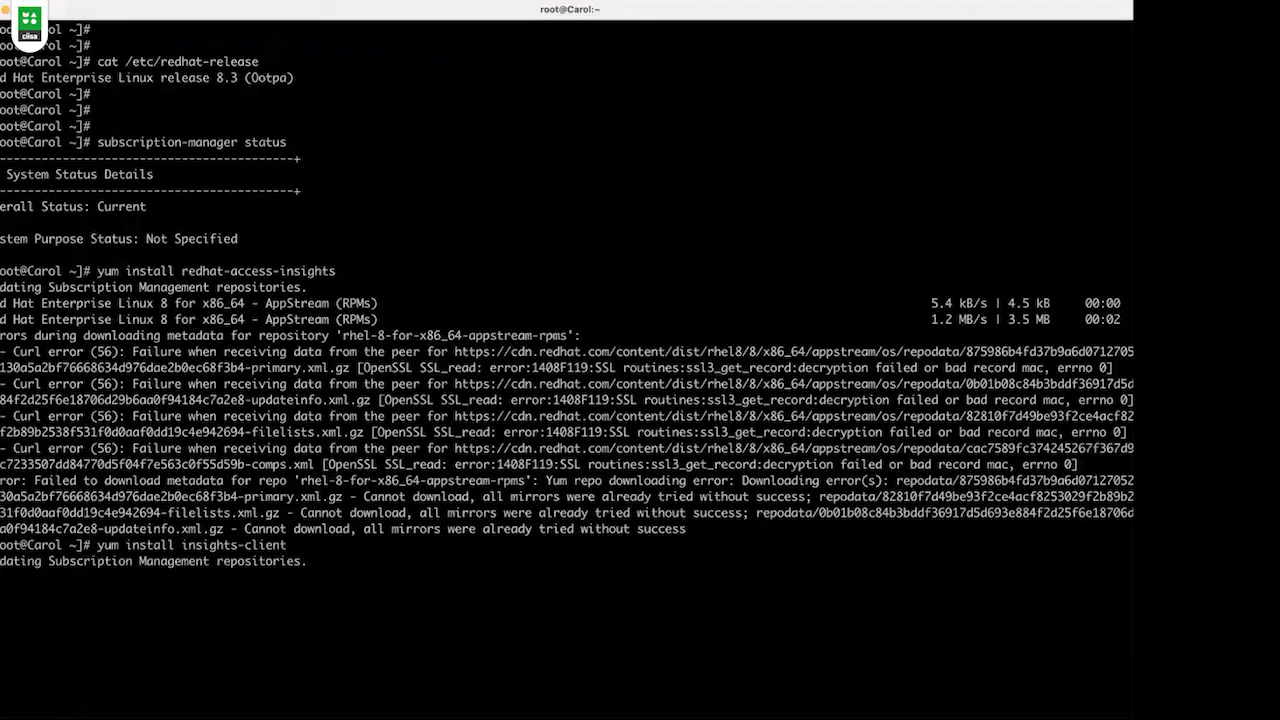 root@Carol:~
clisa
ol ~]#
ol ~]#
oot@Carol ~]# cat /etc/redhat-release
d Hat Enterprise Linux release 8.3 (Ootpa)
oot@Carol ~]#
oot@Carol ~]#
oot@Carol ~]#
oot@Carol ~]# subscription-manager status
-------------------------------------------+
System Status Details
-------------------------------------------+
erall Status: Current
stem Purpose Status: Not Specified
oot@Carol ~]# yum install redhat-access-insights
dating Subscription Management repositories.
d Hat Enterprise Linux 8 for x86_64 - AppStream (RPMs) 5.4 kB/s | 4.5 kB 00:00
d Hat Enterprise Linux 8 for x86_64 - AppStream (RPMs) 1.2 MB/s | 3.5 MB 00:02
rors during downloading metadata for repository 'rhel-8-for-x86_64-appstream-rpms':
- Curl error (56): Failure when receiving data from the peer for https://cdn.redhat.com/content/dist/rhel8/8/x86_64/appstream/os/repodata/875986b4fd37b9a6d0712705
130a5a2bf76668634d976dae2b0ec68f3b4-primary.xml.gz [OpenSSL SSL_read: error:1408F119:SSL routines:ssl3_get_record:decryption failed or bad record mac, errno 0]
- Curl error (56): Failure when receiving data from the peer for https://cdn.redhat.com/content/dist/rhel8/8/x86_64/appstream/os/repodata/0b01b08c84b3bddf36917d5d
84f2d25f6e18706d29b6aa0f94184c7a2e8-updateinfo.xml.gz [OpenSSL SSL_read: error:1408F119:SSL routines:ssl3_get_record:decryption failed or bad record mac, errno 0]
- Curl error (56): Failure when receiving data from the peer for https://cdn.redhat.com/content/dist/rhel8/8/x86_64/appstream/os/repodata/82810f7d49be93f2ce4acf82
f2b89b2538f531f0d0aaf0dd19c4e942694-filelists.xml.gz [OpenSSL SSL_read: error:1408F119:SSL routines:ssl3_get_record:decryption failed or bad record mac, errno 0]
- Curl error (56): Failure when receiving data from the peer for https://cdn.redhat.com/content/dist/rhel8/8/x86_64/appstream/os/repodata/cac7589fc374245267f367d9
c7233507dd84770d5f04f7e563c0f55d59b-comps.xml [OpenSSL SSL_read: error:1408F119:SSL routines:ssl3_get_record:decryption failed or bad record mac, errno 0]
ror: Failed to download metadata for repo 'rhel-8-for-x86_64-appstream-rpms': Yum repo downloading error: Downloading error(s): repodata/875986b4fd37b9a6d07127052
30a5a2bf76668634d976dae2b0ec68f3b4-primary.xml.gz - Cannot download, all mirrors were already tried without success; repodata/82810f7d49be93f2ce4acf8253029f2b89b2
31f0d0aaf0dd19c4e942694-filelists.xml.gz - Cannot download, all mirrors were already tried without success; repodata/0b01b08c84b3bddf36917d5d693e884f2d25f6e18706d
a0f94184c7a2e8-updateinfo.xml.gz - Cannot download, all mirrors were already tried without success
oot@Carol ~]# yum install insights-client
dating Subscription Management repositories.